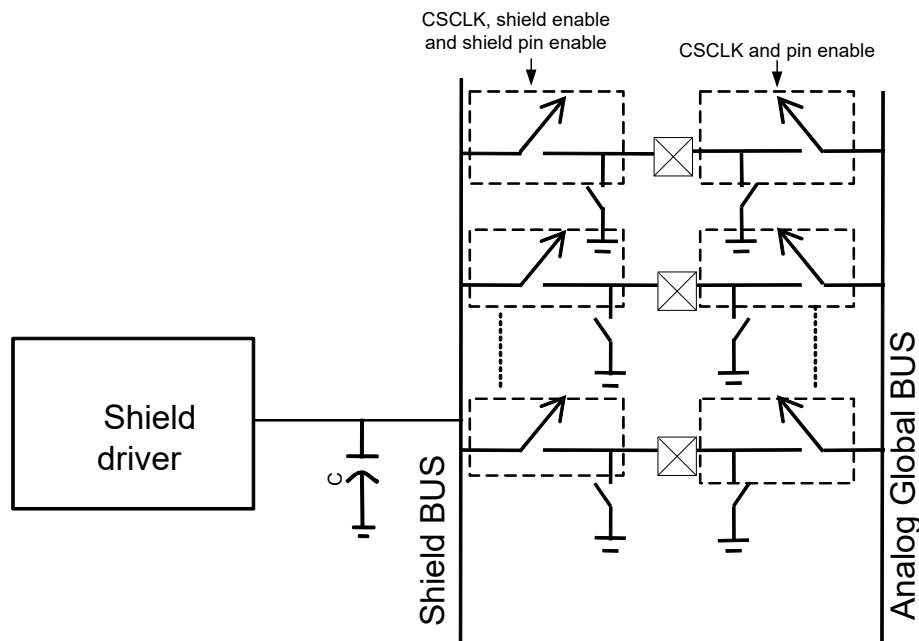 CSCLK, shield enable
and shield pin enable
CSCLK and pin enable
Shield
driver
C
Shield BUS
Analog Global BUS